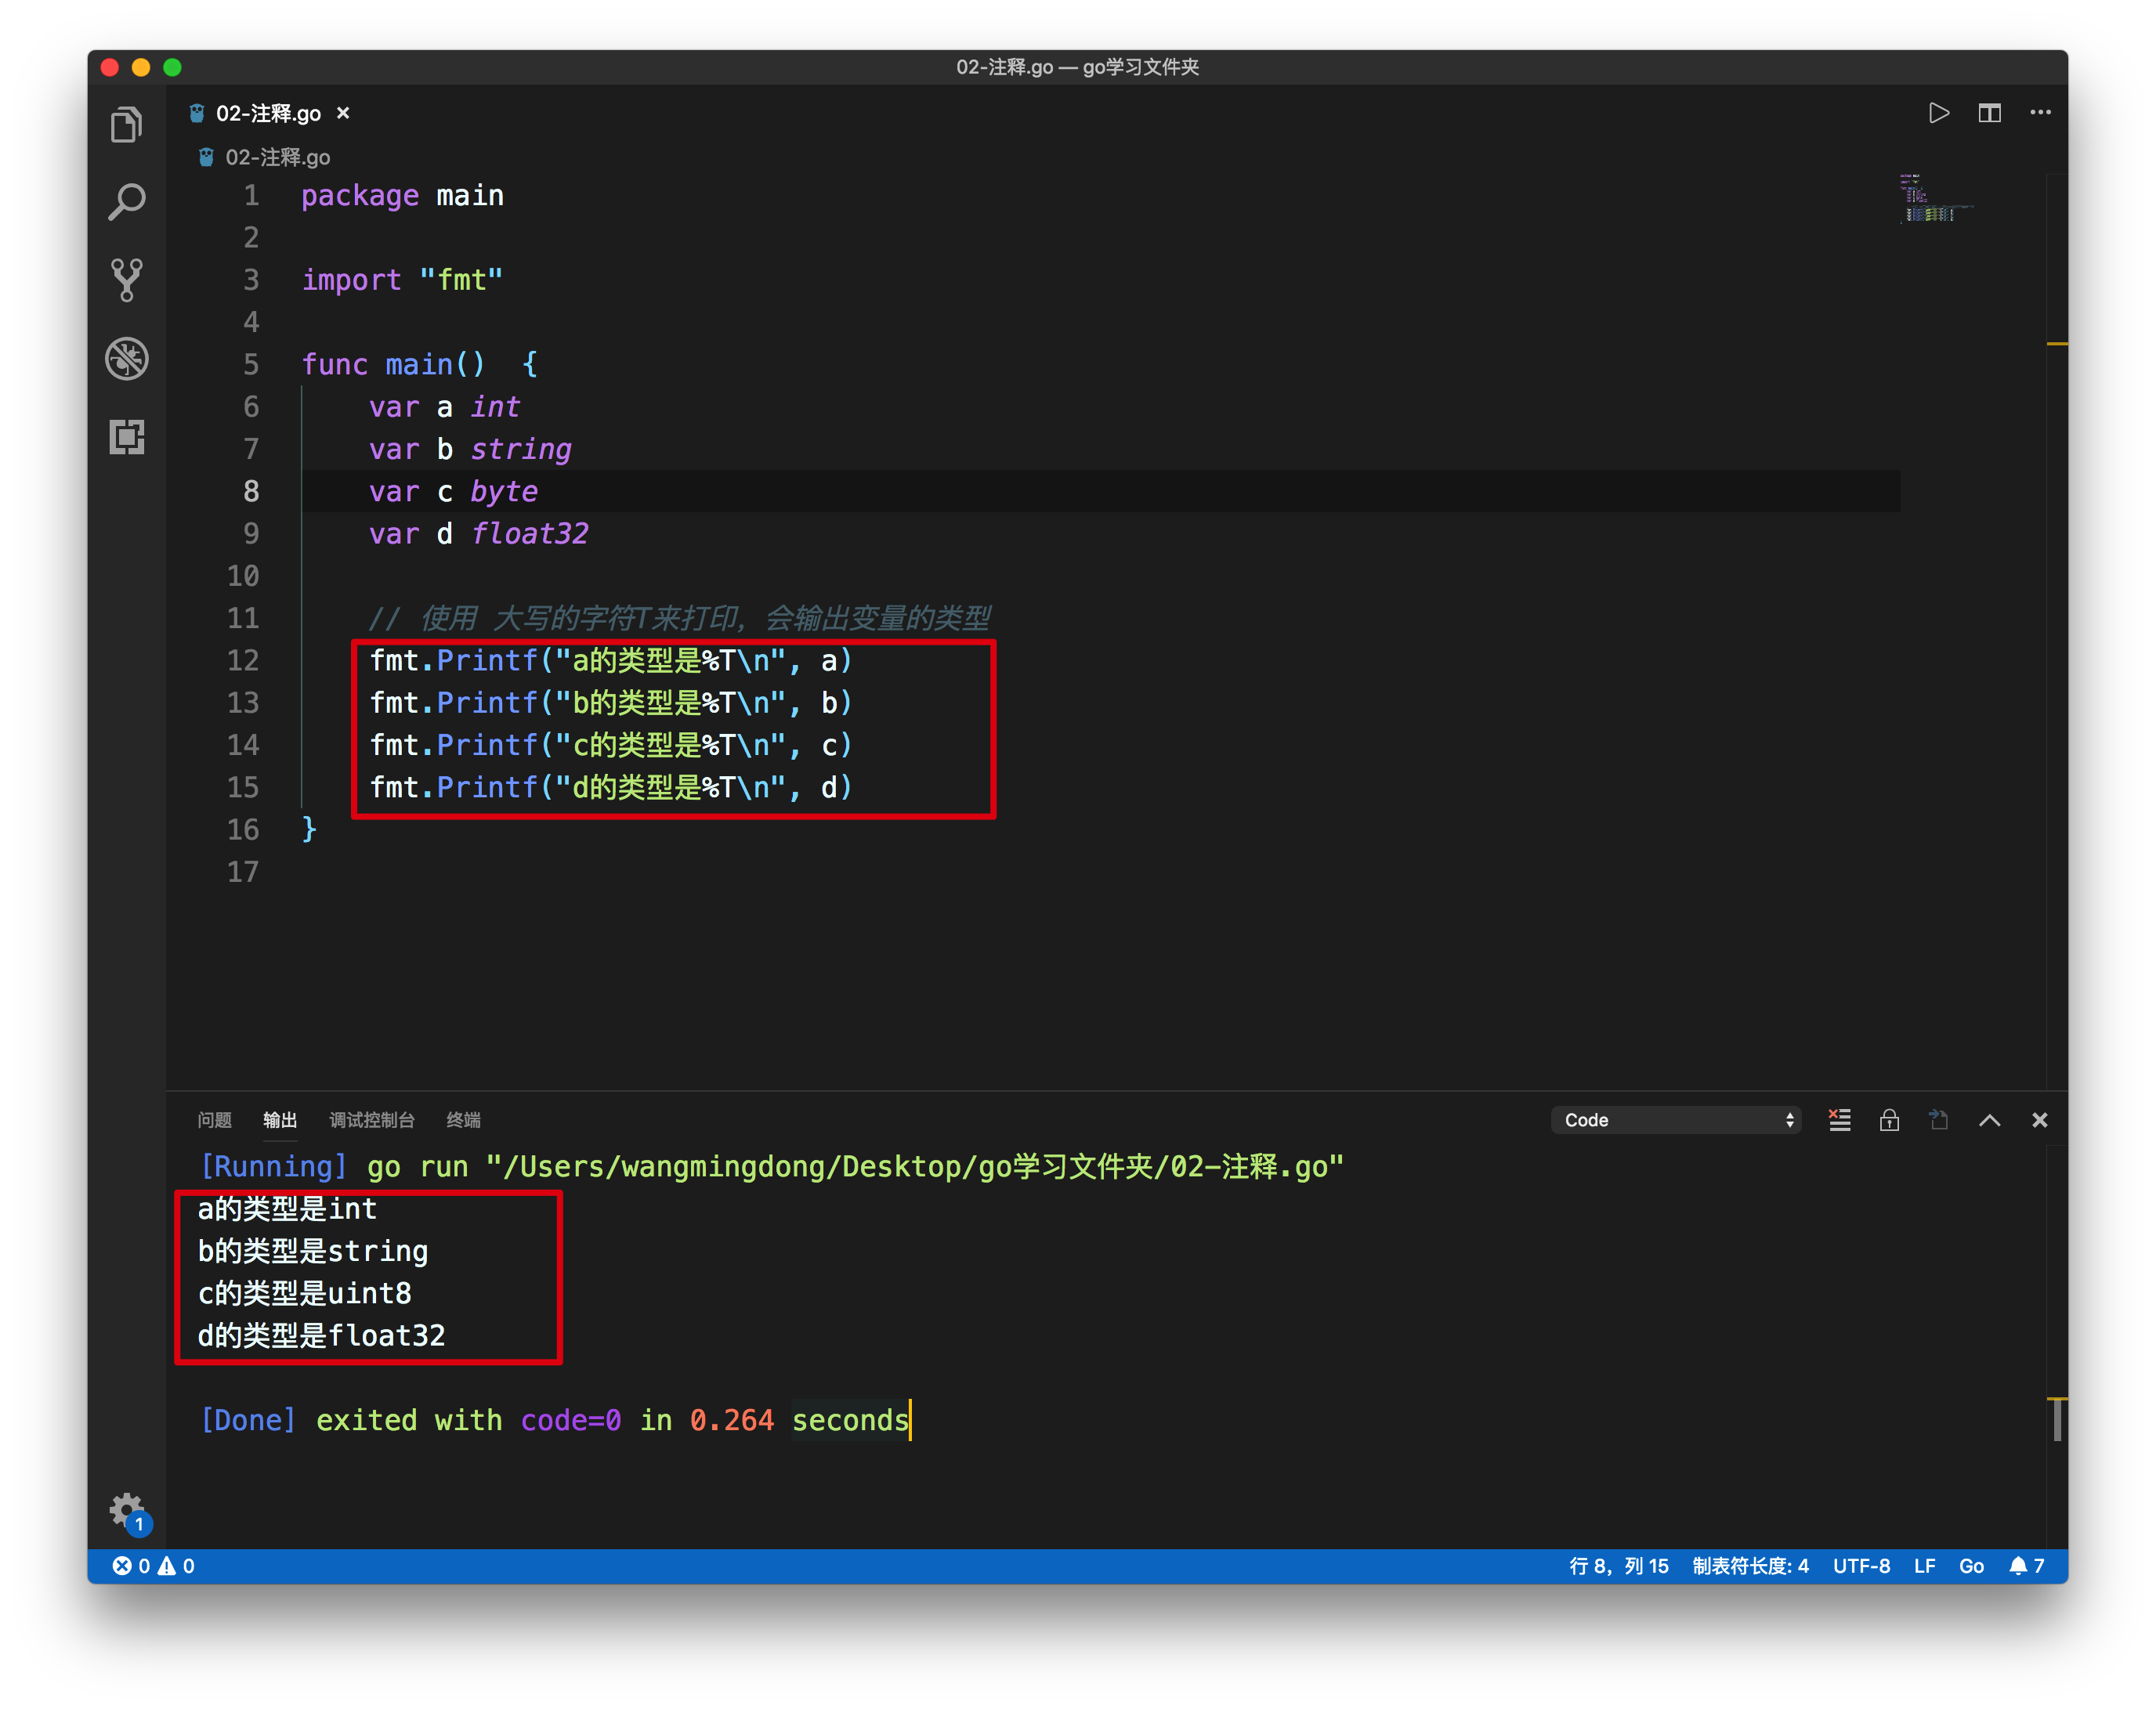 02-注释.go — go学习文件夹
02-注释.go
02-注释.go
1 package main
2
3 import "fmt"
4
5 func main()  {
6 var a int
7 var b string
8 var c byte
9 var d float32
10
11 // 使用 大写的字符T来打印，会输出变量的类型
12 fmt.Printf("a的类型是%T\n", a)
13 fmt.Printf("b的类型是%T\n", b)
14 fmt.Printf("c的类型是%T\n", c)
15 fmt.Printf("d的类型是%T\n", d)
16 }
17
问题 输出 调试控制台 终端 Code
[Running] go run "/Users/wangmingdong/Desktop/go学习文件夹/02-注释.go"
a的类型是int
b的类型是string
c的类型是uint8
d的类型是float32
[Done] exited with code=0 in 0.264 seconds
1
0 0 行 8，列 15 制表符长度: 4 UTF-8 LF Go 7